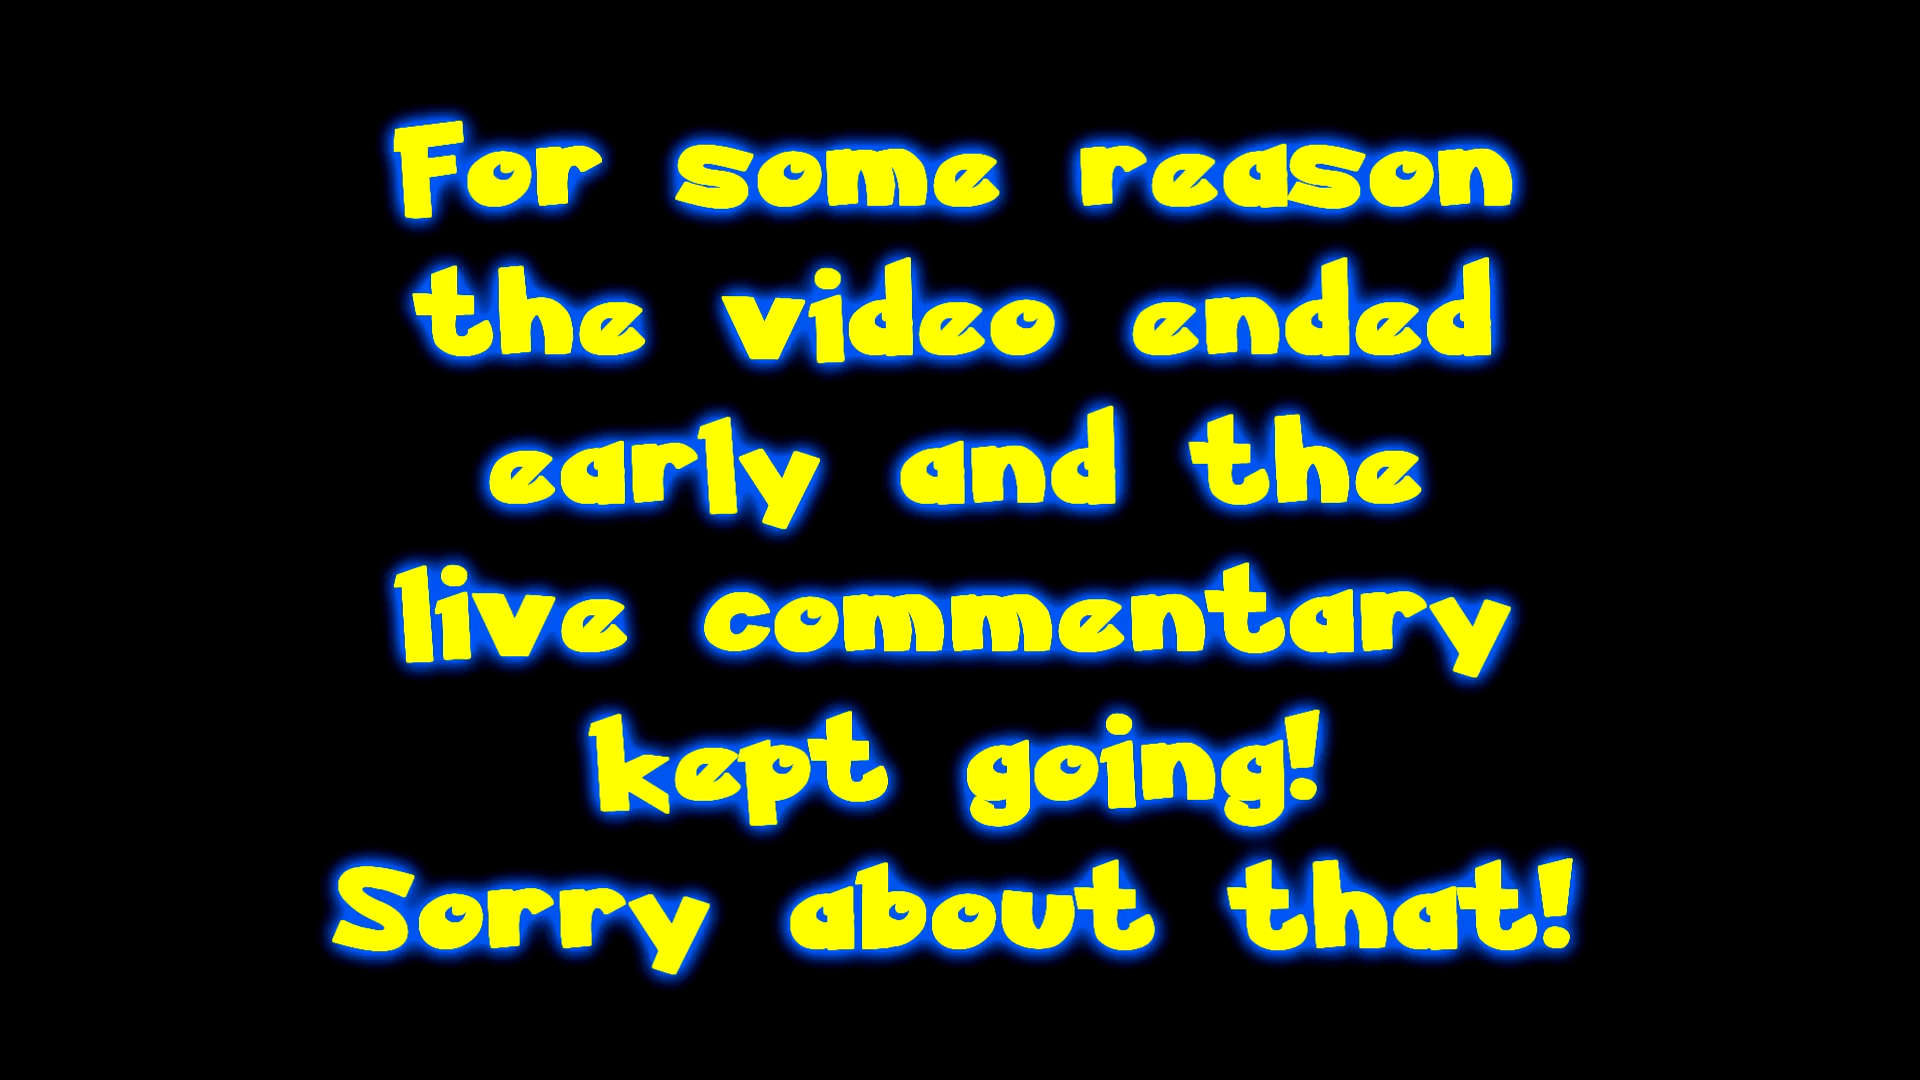 For some reason
the video ended
early and the
live commentary
kept going!
Sorry about that!